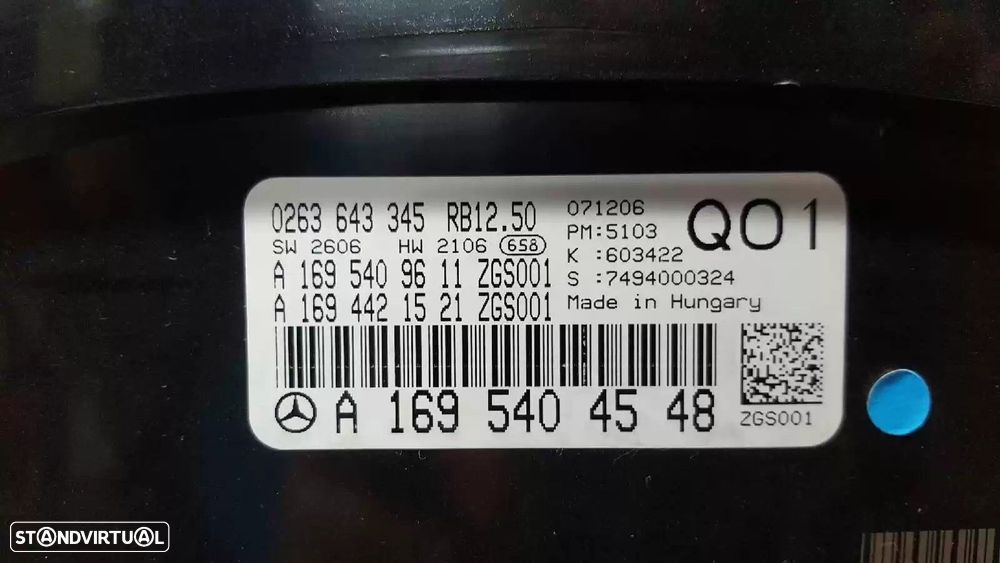 0263 643 345 RB12.50
SW 2606 HW 2106 658
A 169 540 96 11 ZGS001
A 169 442 15 21 ZGS001
071206
PM:5103
K :603422
S :7494000324
Made in Hungary
Q01
A 169 540 45 48
ZGS001
STANDVIRTUAL